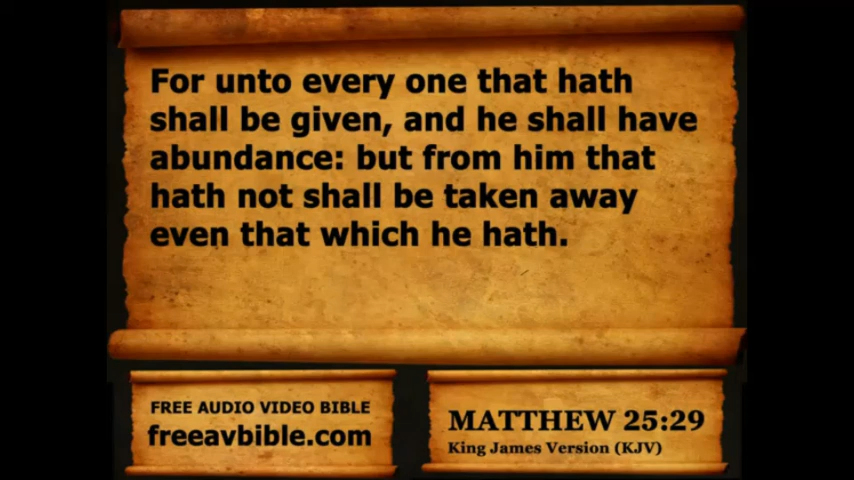 For unto every one that hath
shall be given, and he shall have
abundance: but from him that
hath not shall be taken away
even that which he hath.
FREE AUDIO VIDEO BIBLE
freeavbible.com
MATTHEW 25:29
King James Version (KJV)